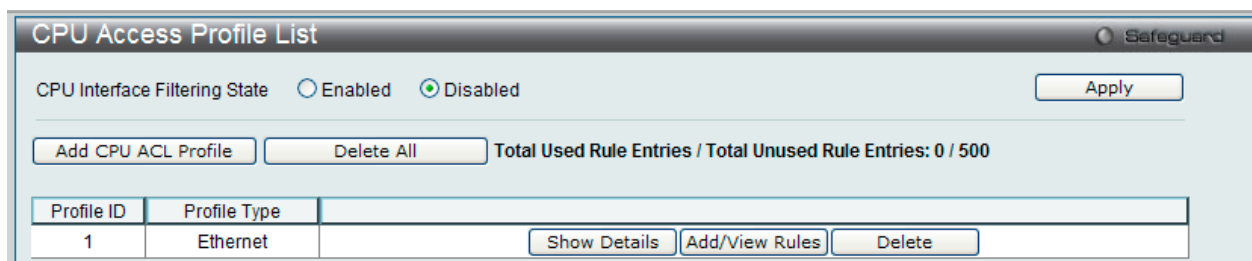 CPU Access Profile List
Safeguard
CPU Interface Filtering State Enabled Disabled Apply
Add CPU ACL Profile Delete All Total Used Rule Entries / Total Unused Rule Entries: 0 / 500
Profile ID Profile Type
1 Ethernet Show Details Add/View Rules Delete